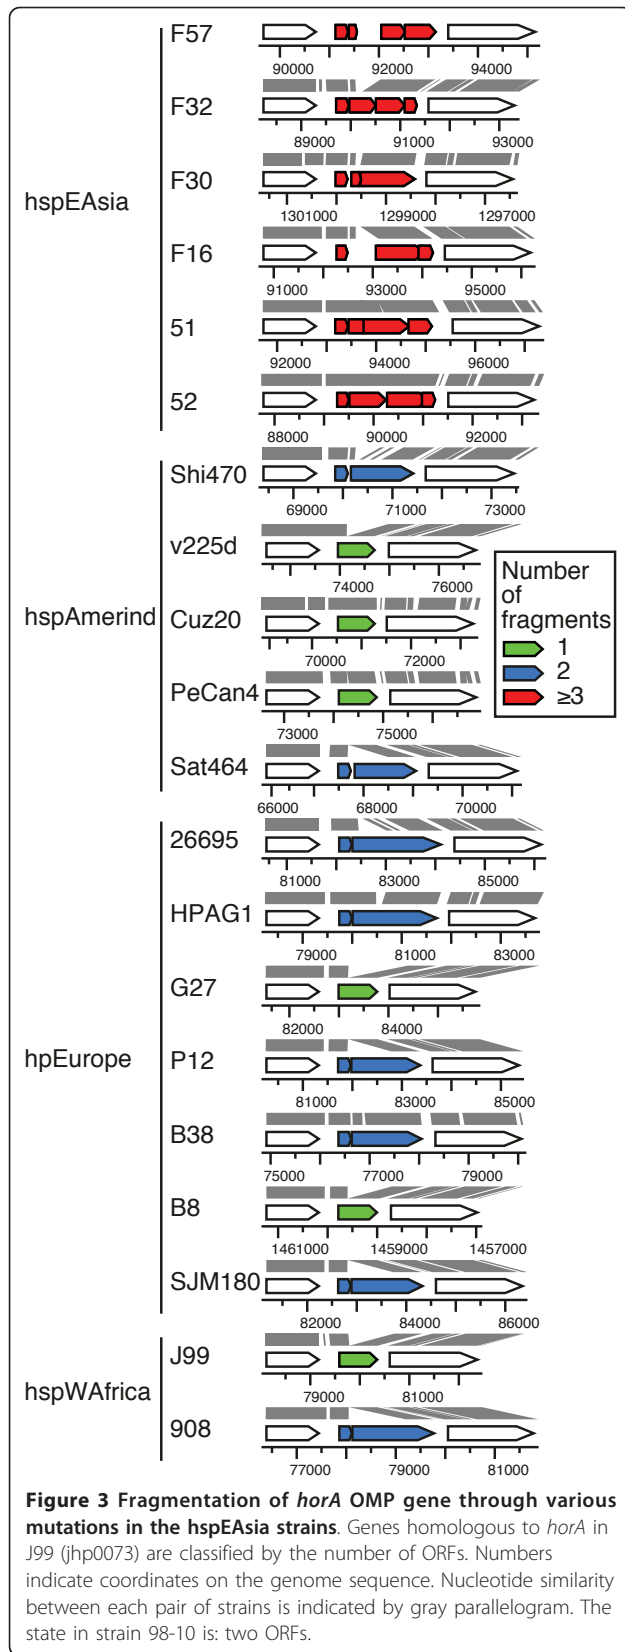 F57
90000 92000 94000
F32
89000 91000 93000
hspEAsia
F30
1301000 1299000 1297000
F16
91000 93000 95000
51
92000 94000 96000
52
88000 90000 92000
Shi470
69000 71000 73000
v225d
74000 76000
Number
of
fragments
1
2
≥3
hspAmerind
Cuz20
70000 72000
PeCan4
73000 75000
Sat464
66000 68000 70000
26695
81000 83000 85000
HPAG1
79000 81000 83000
G27
82000 84000
hpEurope
P12
81000 83000 85000
B38
75000 77000 79000
B8
1461000 1459000 1457000
SJM180
82000 84000 86000
J99
79000 81000
hspWAfrica
908
77000 79000 81000
Figure 3 Fragmentation of horA OMP gene through various
mutations in the hspEAsia strains. Genes homologous to horA in
J99 (jhp0073) are classified by the number of ORFs. Numbers
indicate coordinates on the genome sequence. Nucleotide similarity
between each pair of strains is indicated by gray parallelogram. The
state in strain 98-10 is: two ORFs.